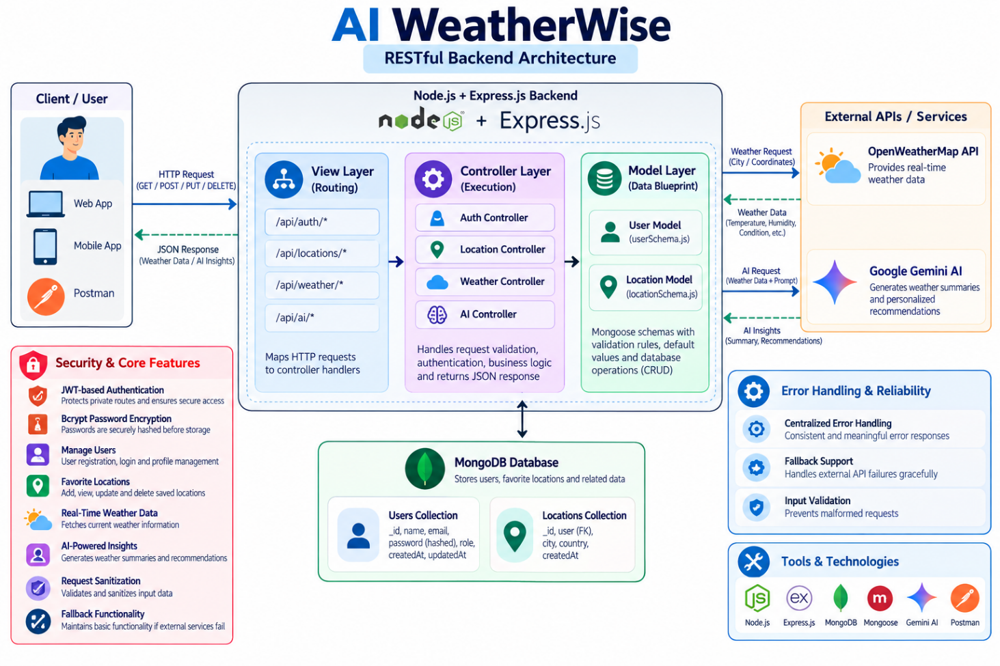 AI WeatherWise
RESTful Backend Architecture
Client / User
Web App
Mobile App
Postman
HTTP Request
(GET / POST / PUT / DELETE)
JSON Response
(Weather Data / AI Insights)
Node.js + Express.js Backend
node JS + Express.js
View Layer
(Routing)
/api/auth/*
/api/locations/*
/api/weather/*
/api/ai/*
Maps HTTP requests
to controller handlers
Controller Layer
(Execution)
Auth Controller
Location Controller
Weather Controller
AI Controller
Handles request validation,
authentication, business logic
and returns JSON response
Model Layer
(Data Blueprint)
User Model
(userSchema.js)
Location Model
(locationSchema.js)
Mongoose schemas with
validation rules, default
values and database
operations (CRUD)
Weather Request
(City / Coordinates)
Weather Data
(Temperature, Humidity,
Condition, etc.)
AI Request
(Weather Data + Prompt)
AI Insights
(Summary, Recommendations)
External APIs / Services
OpenWeatherMap API
Provides real-time
weather data
Google Gemini AI
Generates weather summaries
and personalized
recommendations
Security & Core Features
JWT-based Authentication
Protects private routes and ensures secure access
Bcrypt Password Encryption
Passwords are securely hashed before storage
Manage Users
User registration, login and profile management
Favorite Locations
Add, view, update and delete saved locations
Real-Time Weather Data
Fetches current weather information
AI-Powered Insights
Generates weather summaries and recommendations
Request Sanitization
Validates and sanitizes input data
Fallback Functionality
Maintains basic functionality if external services fail
MongoDB Database
Stores users, favorite locations and related data
Users Collection
_id, name, email,
password (hashed), role,
createdAt, updatedAt
Locations Collection
_id, user (FK),
city, country,
createdAt
Error Handling & Reliability
Centralized Error Handling
Consistent and meaningful error responses
Fallback Support
Handles external API failures gracefully
Input Validation
Prevents malformed requests
Tools & Technologies
JS
ex
m
Node.js
Express.js
MongoDB
Mongoose
Gemini AI
Postman